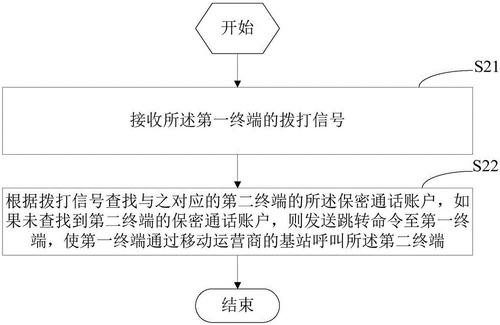 开始
S21
接收所述第一终端的拨打信号
S22
根据拨打信号查找与之对应的第二终端的所述保密通话账户，如
果未查找到第二终端的保密通话账户，则发送跳转命令至第一终
端，使第一终端通过移动运营商的基站呼叫所述第二终端
结束